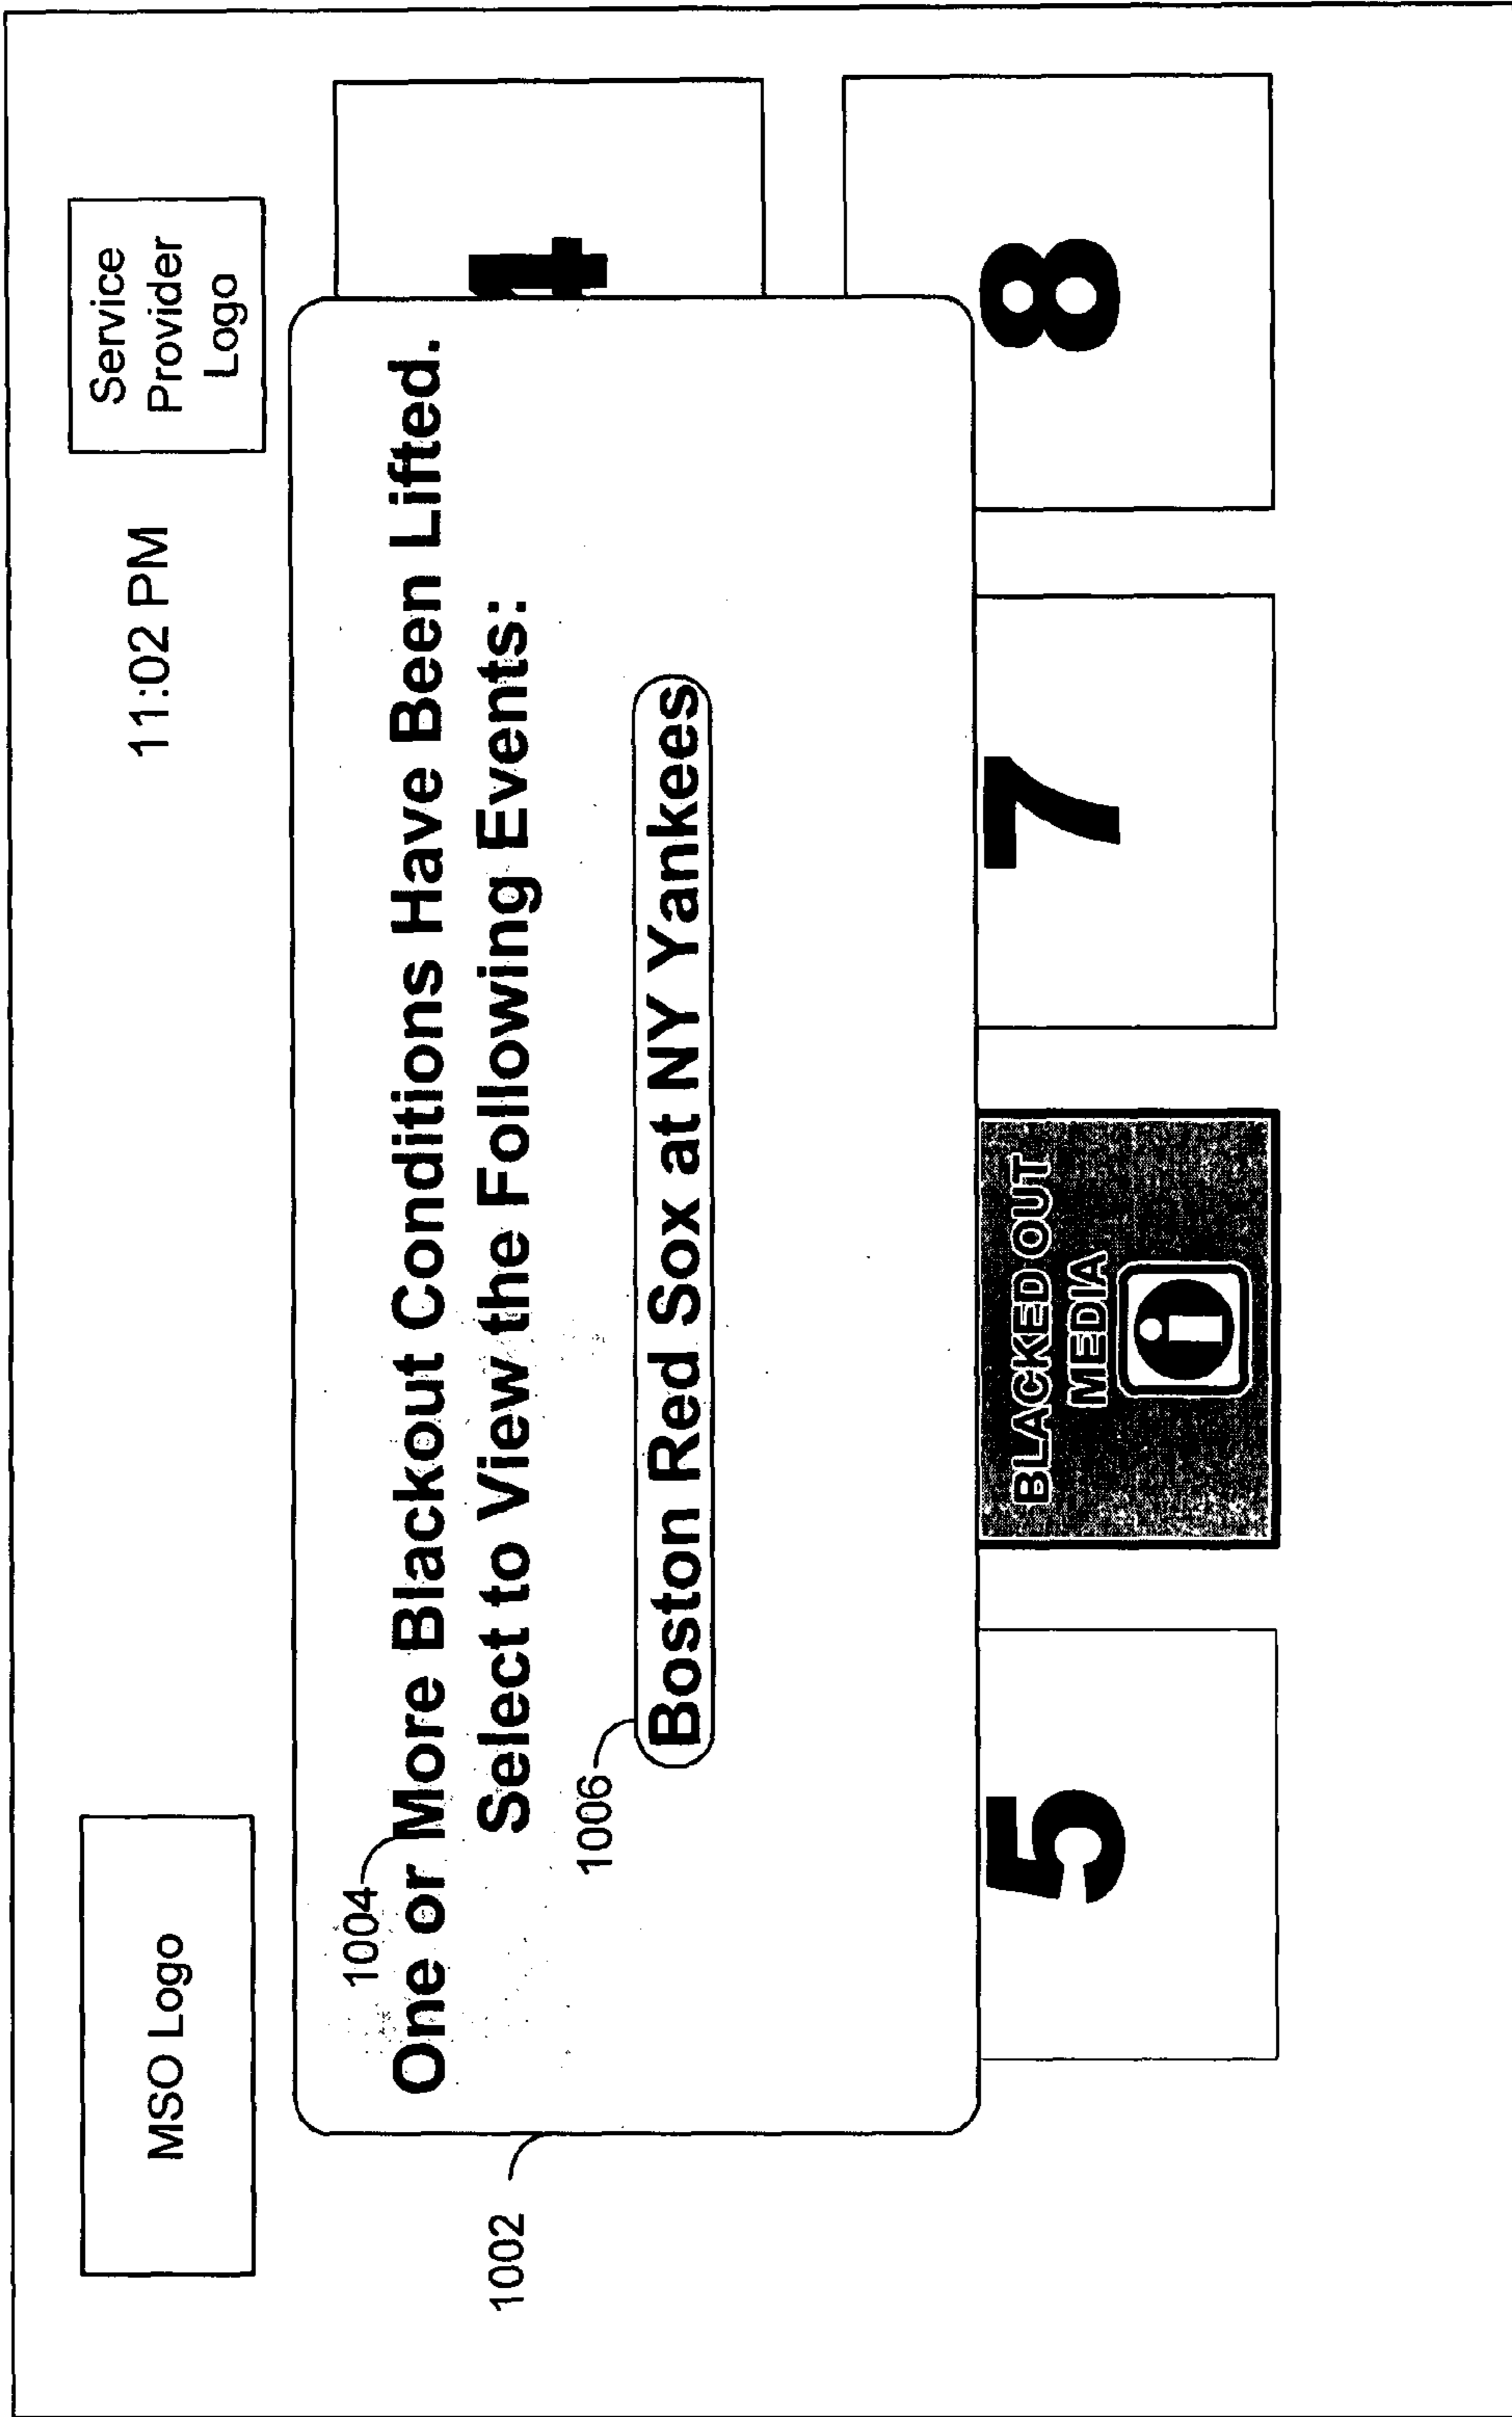 MSO Logo
11:02 PM
Service
Provider
Logo
1004
One or More Blackout Conditions Have Been Lifted.
Select to View the Following Events:
1006
Boston Red Sox at NY Yankees
1002
4
5
BLACKED OUT
MEDIA
i
7
8